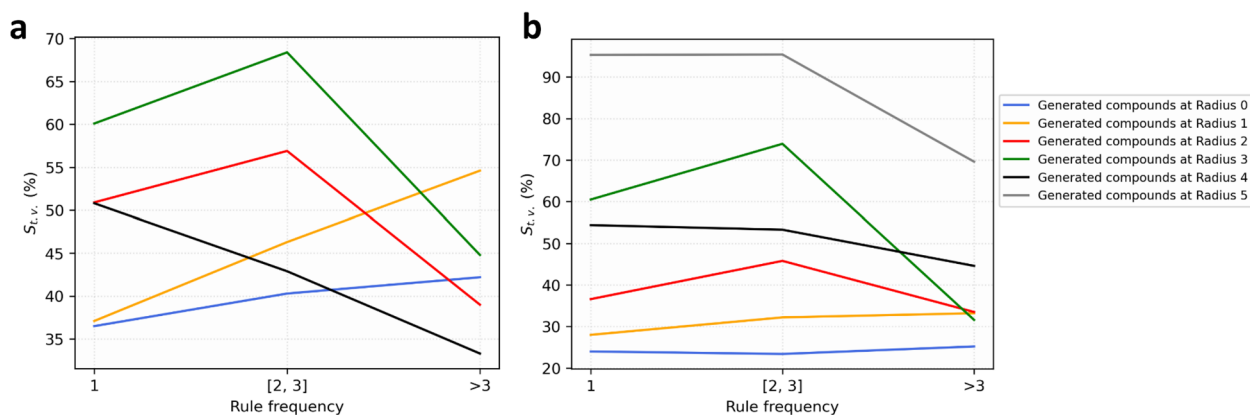 a
70
65
60
55
50
45
40
35
S_{t.v.} (%)
1
[2, 3]
>3
Rule frequency
b
90
80
70
60
50
40
30
20
S_{t.v.} (%)
1
[2, 3]
>3
Rule frequency
Generated compounds at Radius 0
Generated compounds at Radius 1
Generated compounds at Radius 2
Generated compounds at Radius 3
Generated compounds at Radius 4
Generated compounds at Radius 5